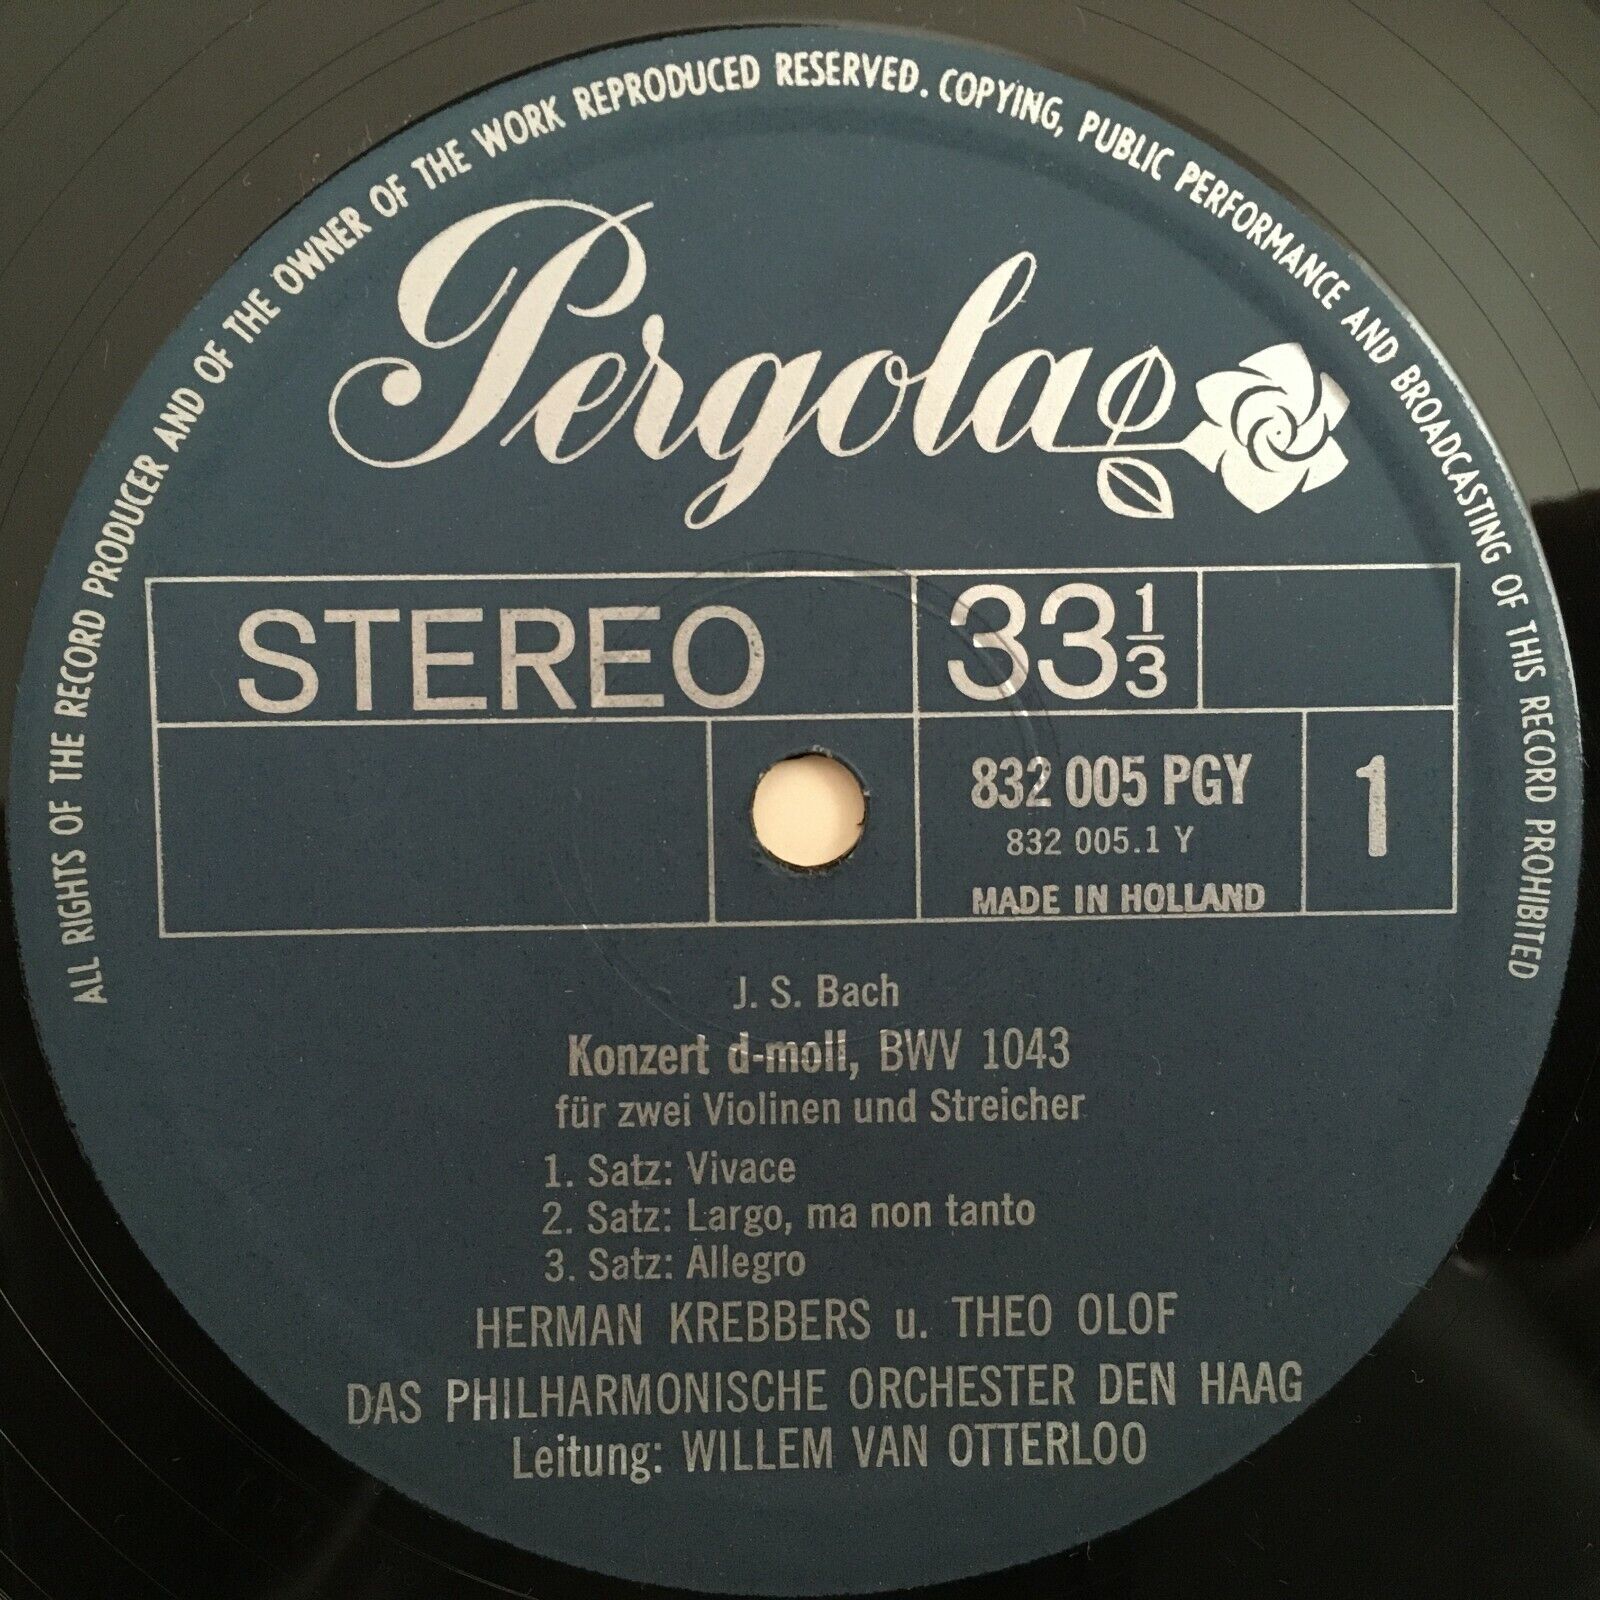 ALL RIGHTS OF THE RECORD PRODUCER AND OF THE OWNER OF THE WORK REPRODUCED RESERVED. COPYING, PUBLIC PERFORMANCE AND BROADCASTING OF THIS RECORD PROHIBITED
Pergola
STEREO 33 1/3
832 005 PGY 1
832 005.1 Y
MADE IN HOLLAND
J. S. Bach
Konzert d-moll, BWV 1043
für zwei Violinen und Streicher
1. Satz: Vivace
2. Satz: Largo, ma non tanto
3. Satz: Allegro
HERMAN KREBBERS u. THEO OLOF
DAS PHILHARMONISCHE ORCHESTER DEN HAAG
Leitung: WILLEM VAN OTTERLOO